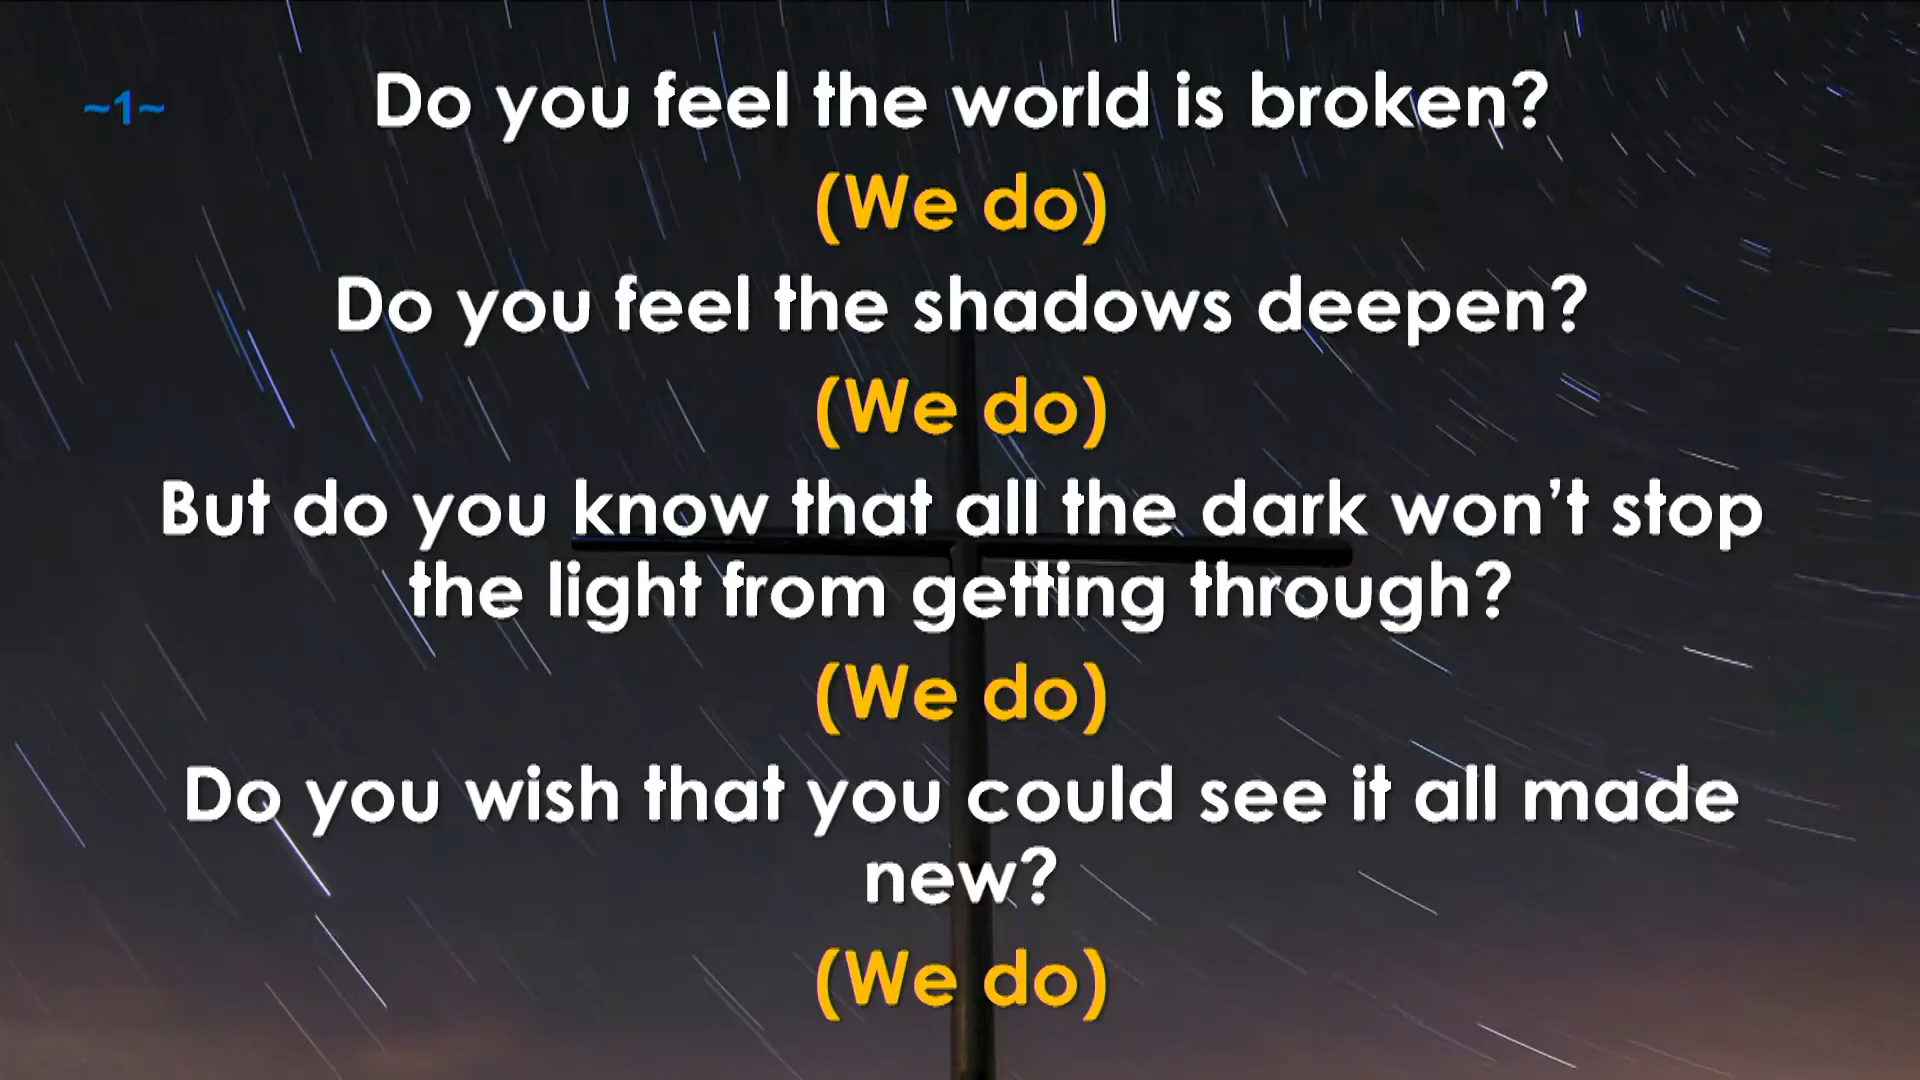 ~1~
Do you feel the world is broken?
(We do)
Do you feel the shadows deepen?
(We do)
But do you know that all the dark won’t stop
the light from getting through?
(We do)
Do you wish that you could see it all made
new?
(We do)